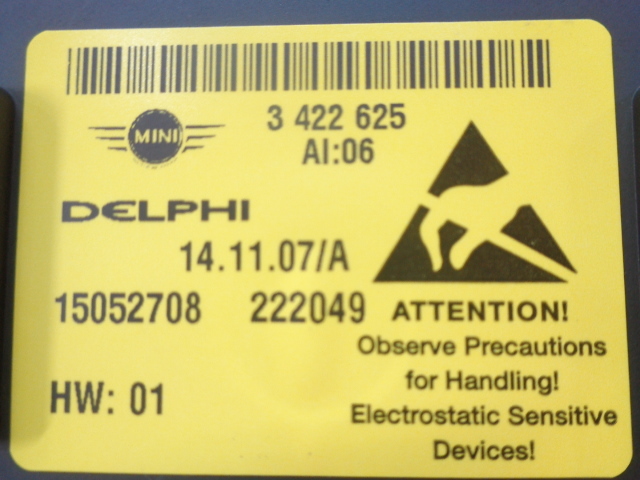 MINI
3 422 625
AI:06
DELPHI
14.11.07/A
15052708 222049
HW: 01
ATTENTION!
Observe Precautions
for Handling!
Electrostatic Sensitive
Devices!